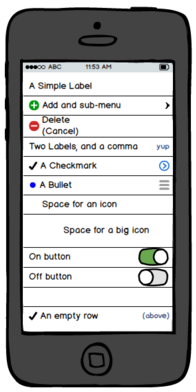 ABC 11:53 AM
A Simple Label
Add and sub-menu
Delete
(Cancel)
Two Labels, and a comma yup
A Checkmark
A Bullet
Space for an icon
Space for a big icon
On button
Off button
An empty row (above)